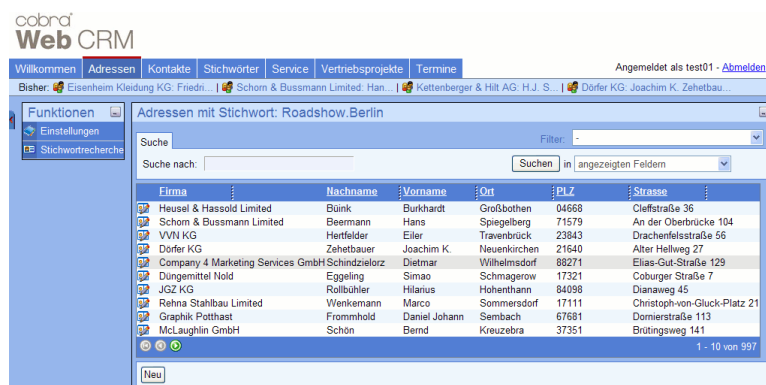 cobra
Web CRM
Willkommen Adressen Kontakte Stichwörter Service Vertriebsprojekte Termine Angemeldet als test01 - Abmelden
Bisher: Eisenheim Kleidung KG: Friedri... | Schorn & Bussmann Limited: Han... | Kettenberger & Hilt AG: H.J. S... | Dörfer KG: Joachim K. Zehetbau...
Funktionen
Einstellungen
Stichwortrecherche
Adressen mit Stichwort: Roadshow.Berlin
Suche Filter: -
Suche nach: Suchen in angezeigten Feldern
Firma Nachname Vorname Ort PLZ Strasse
Heusel & Hassold Limited Büink Burkhardt Großbothen 04668 Cleffstraße 36
Schorn & Bussmann Limited Beermann Hans Spiegelberg 71579 An der Oberbrücke 104
VVN KG Hertfelder Eiler Travenbrück 23843 Drachenfelsstraße 56
Dörfer KG Zehetbauer Joachim K. Neuenkirchen 21640 Alter Hellweg 27
Company 4 Marketing Services GmbH Schindzielorz Dietmar Wilhelmsdorf 88271 Elias-Gut-Straße 129
Düngemittel Nold Eggeling Simao Schmagerow 17321 Coburger Straße 7
JGZ KG Rollbühler Hilarius Hohenthann 84098 Dianaweg 45
Rehna Stahlbau Limited Wenkemann Marco Sommersdorf 17111 Christoph-von-Gluck-Platz 21
Graphik Potthast Frommhold Daniel Johann Sembach 67681 Dornierstraße 113
McLaughlin GmbH Schön Bernd Kreuzebra 37351 Brütingsweg 141
1 - 10 von 997
Neu